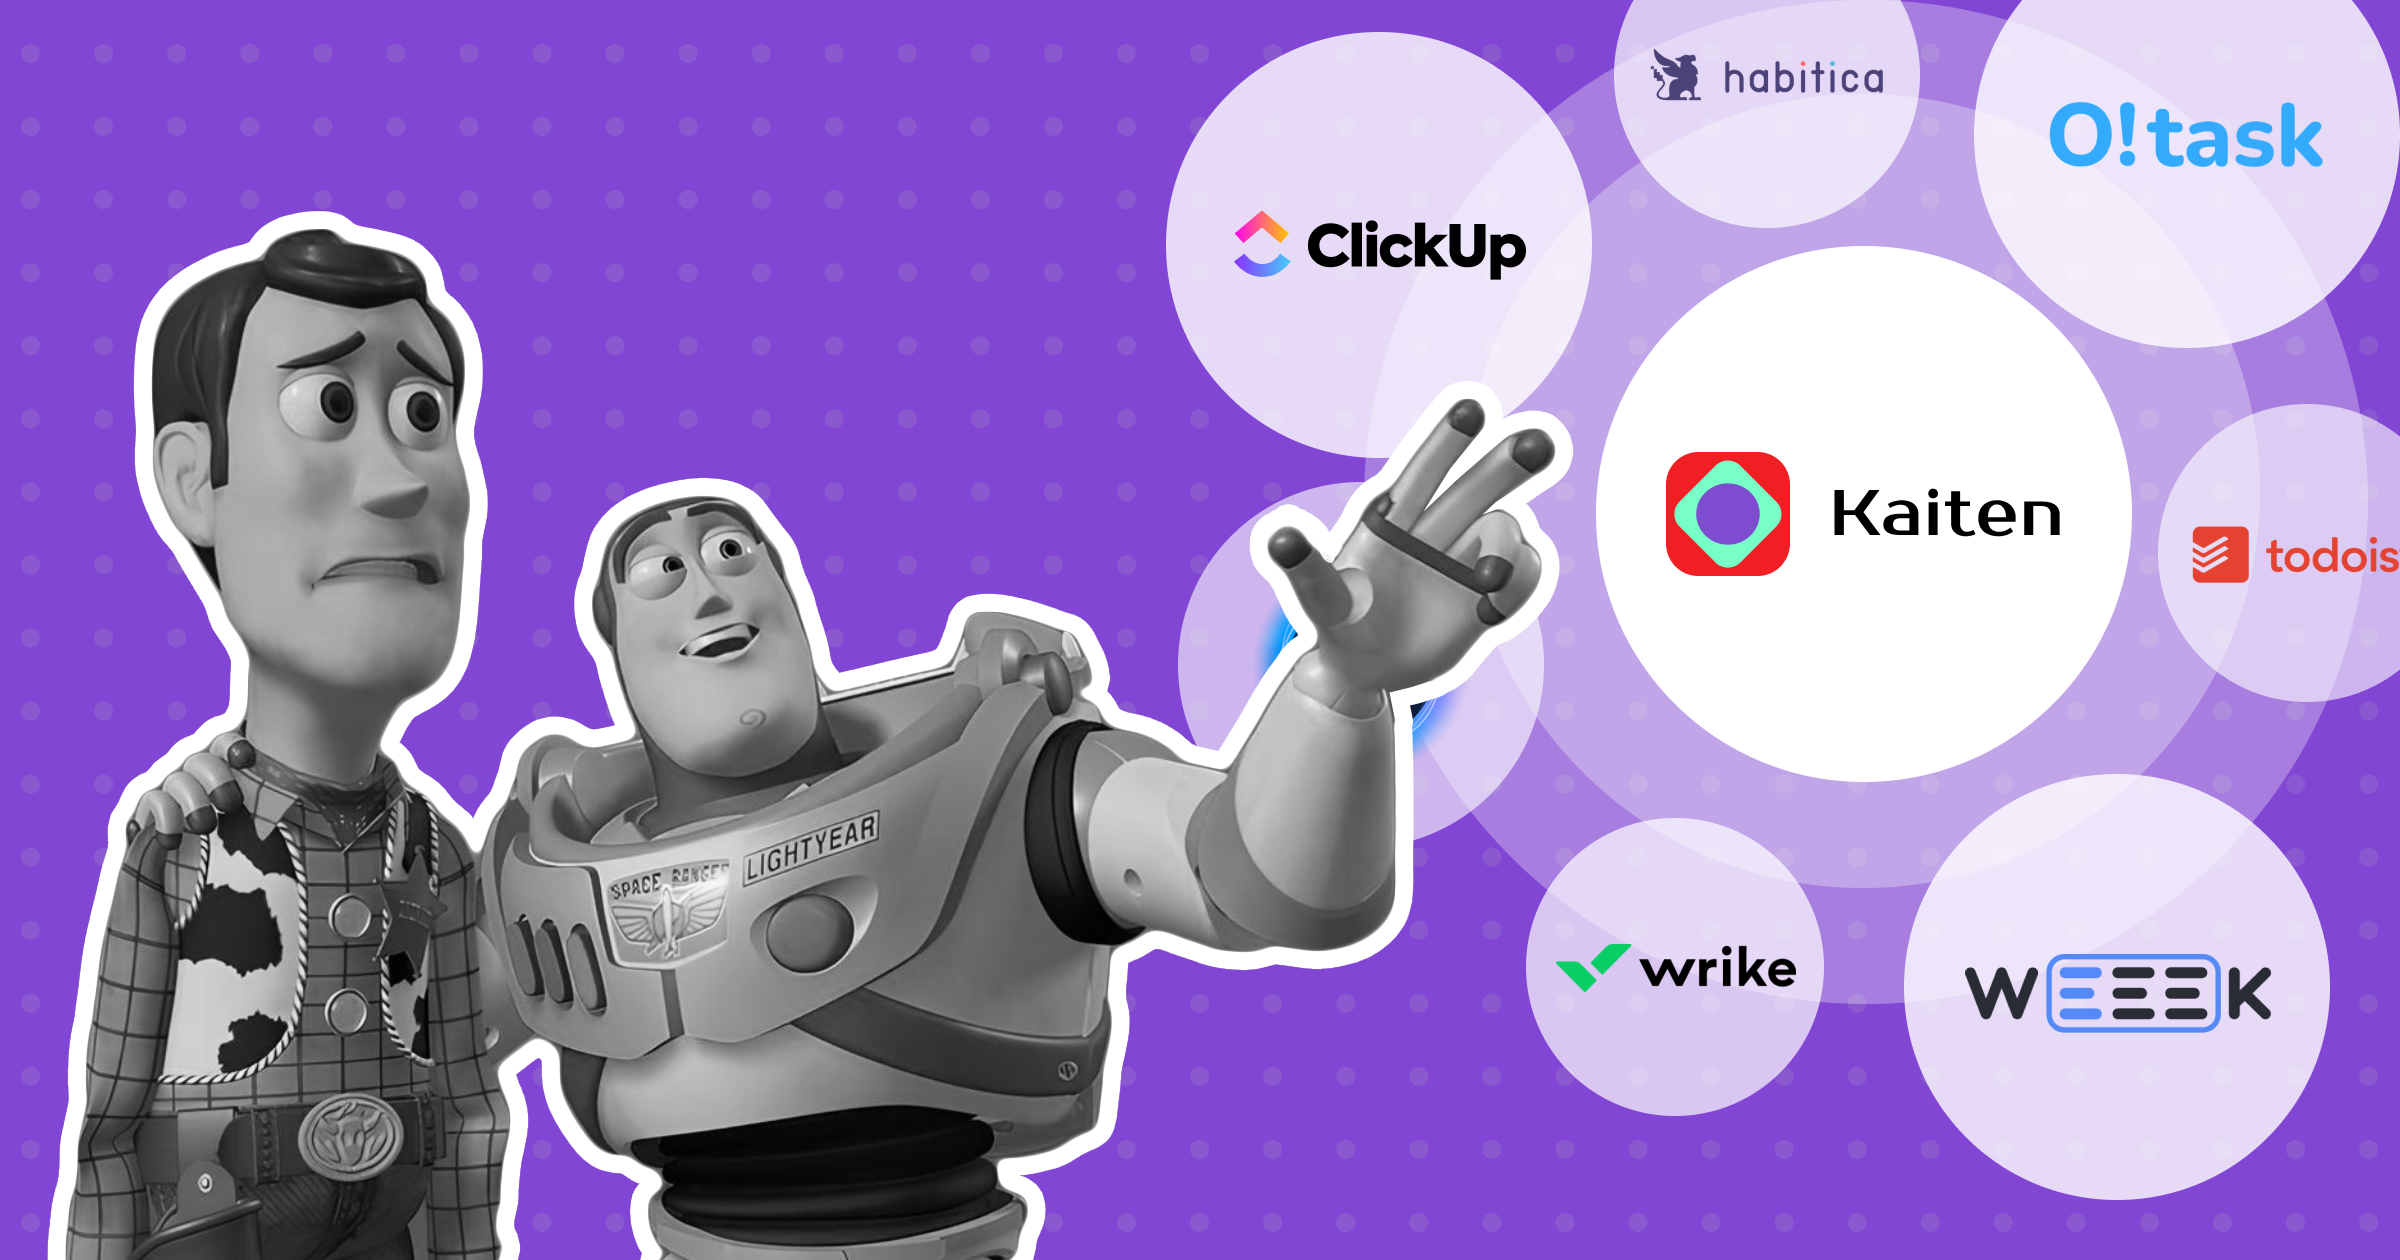 habitica
O!task
ClickUp
Kaiten
todois
LIGHTYEAR
SPACE RANGER
wrike
WEEEK